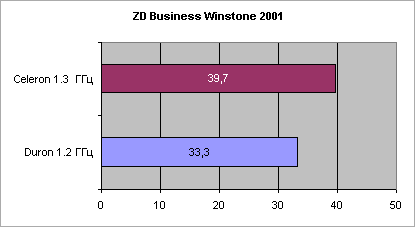 ZD Business Winstone 2001
Celeron 1.3 ГГц
39,7
Duron 1.2 ГГц
33,3
0 10 20 30 40 50